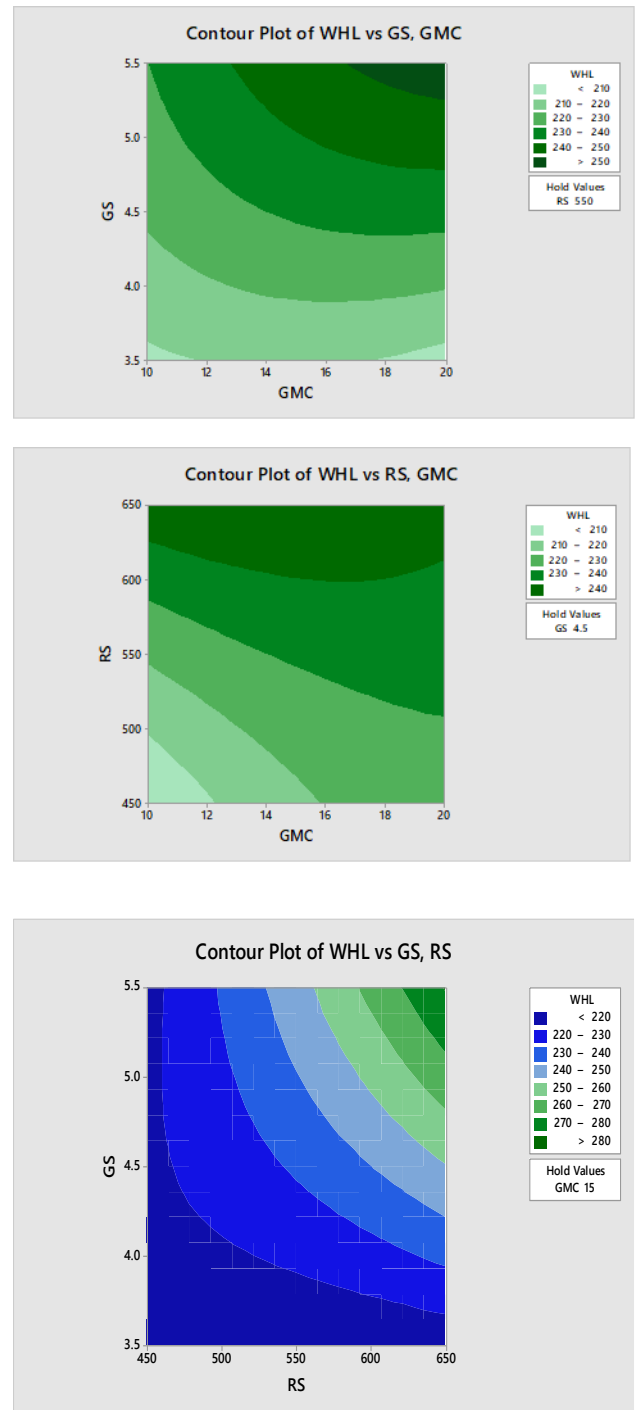 Contour Plot of WHL vs GS, GMC
5.5
5.0
4.5
4.0
3.5
GS
10 12 14 16 18 20
GMC
WHL
< 210
210 – 220
220 – 230
230 – 240
240 – 250
> 250
Hold Values
RS 550
Contour Plot of WHL vs RS, GMC
650
600
550
500
450
RS
10 12 14 16 18 20
GMC
WHL
< 210
210 – 220
220 – 230
230 – 240
> 240
Hold Values
GS 4.5
Contour Plot of WHL vs GS, RS
5.5
5.0
4.5
4.0
3.5
GS
450 500 550 600 650
RS
WHL
< 220
220 – 230
230 – 240
240 – 250
250 – 260
260 – 270
270 – 280
> 280
Hold Values
GMC 15